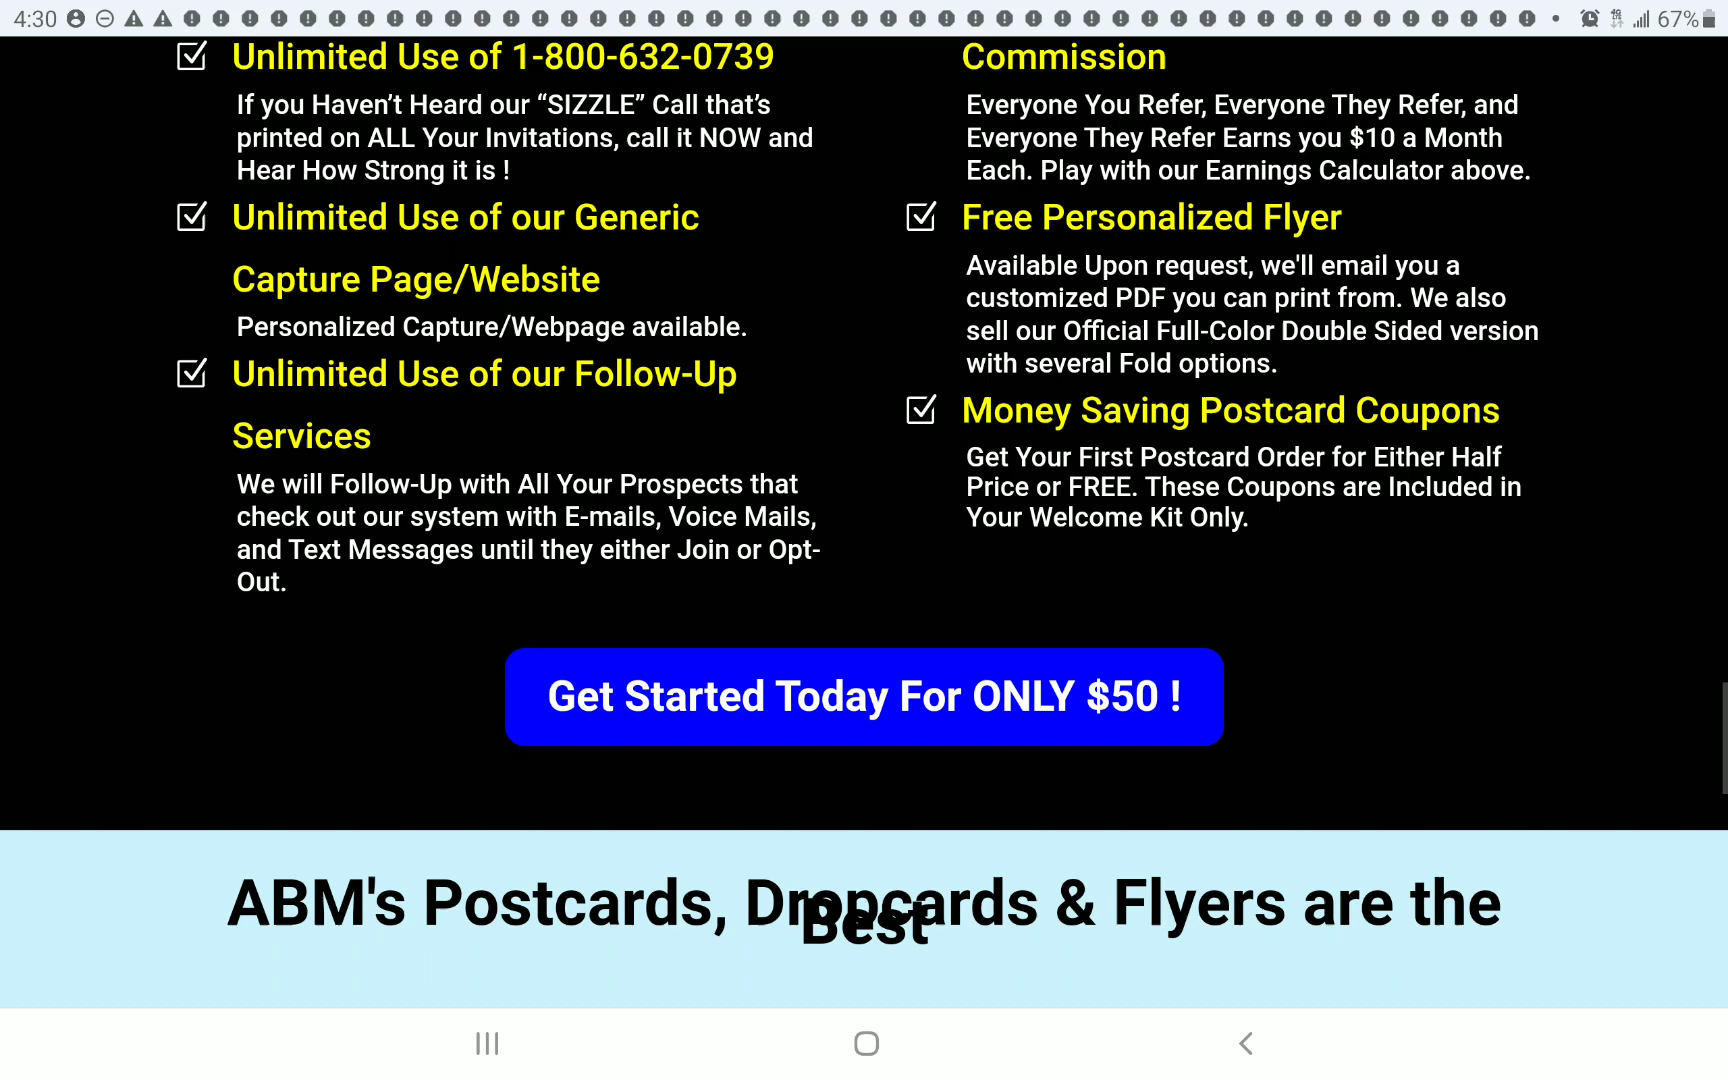 4:30
67%
Unlimited Use of 1-800-632-0739
If you Haven't Heard our “SIZZLE” Call that's
printed on ALL Your Invitations, call it NOW and
Hear How Strong it is !
Unlimited Use of our Generic
Capture Page/Website
Personalized Capture/Webpage available.
Unlimited Use of our Follow-Up
Services
We will Follow-Up with All Your Prospects that
check out our system with E-mails, Voice Mails,
and Text Messages until they either Join or Opt-
Out.
Commission
Everyone You Refer, Everyone They Refer, and
Everyone They Refer Earns you $10 a Month
Each. Play with our Earnings Calculator above.
Free Personalized Flyer
Available Upon request, we'll email you a
customized PDF you can print from. We also
sell our Official Full-Color Double Sided version
with several Fold options.
Money Saving Postcard Coupons
Get Your First Postcard Order for Either Half
Price or FREE. These Coupons are Included in
Your Welcome Kit Only.
Get Started Today For ONLY $50 !
ABM's Postcards, Dropcards & Flyers are the
Best